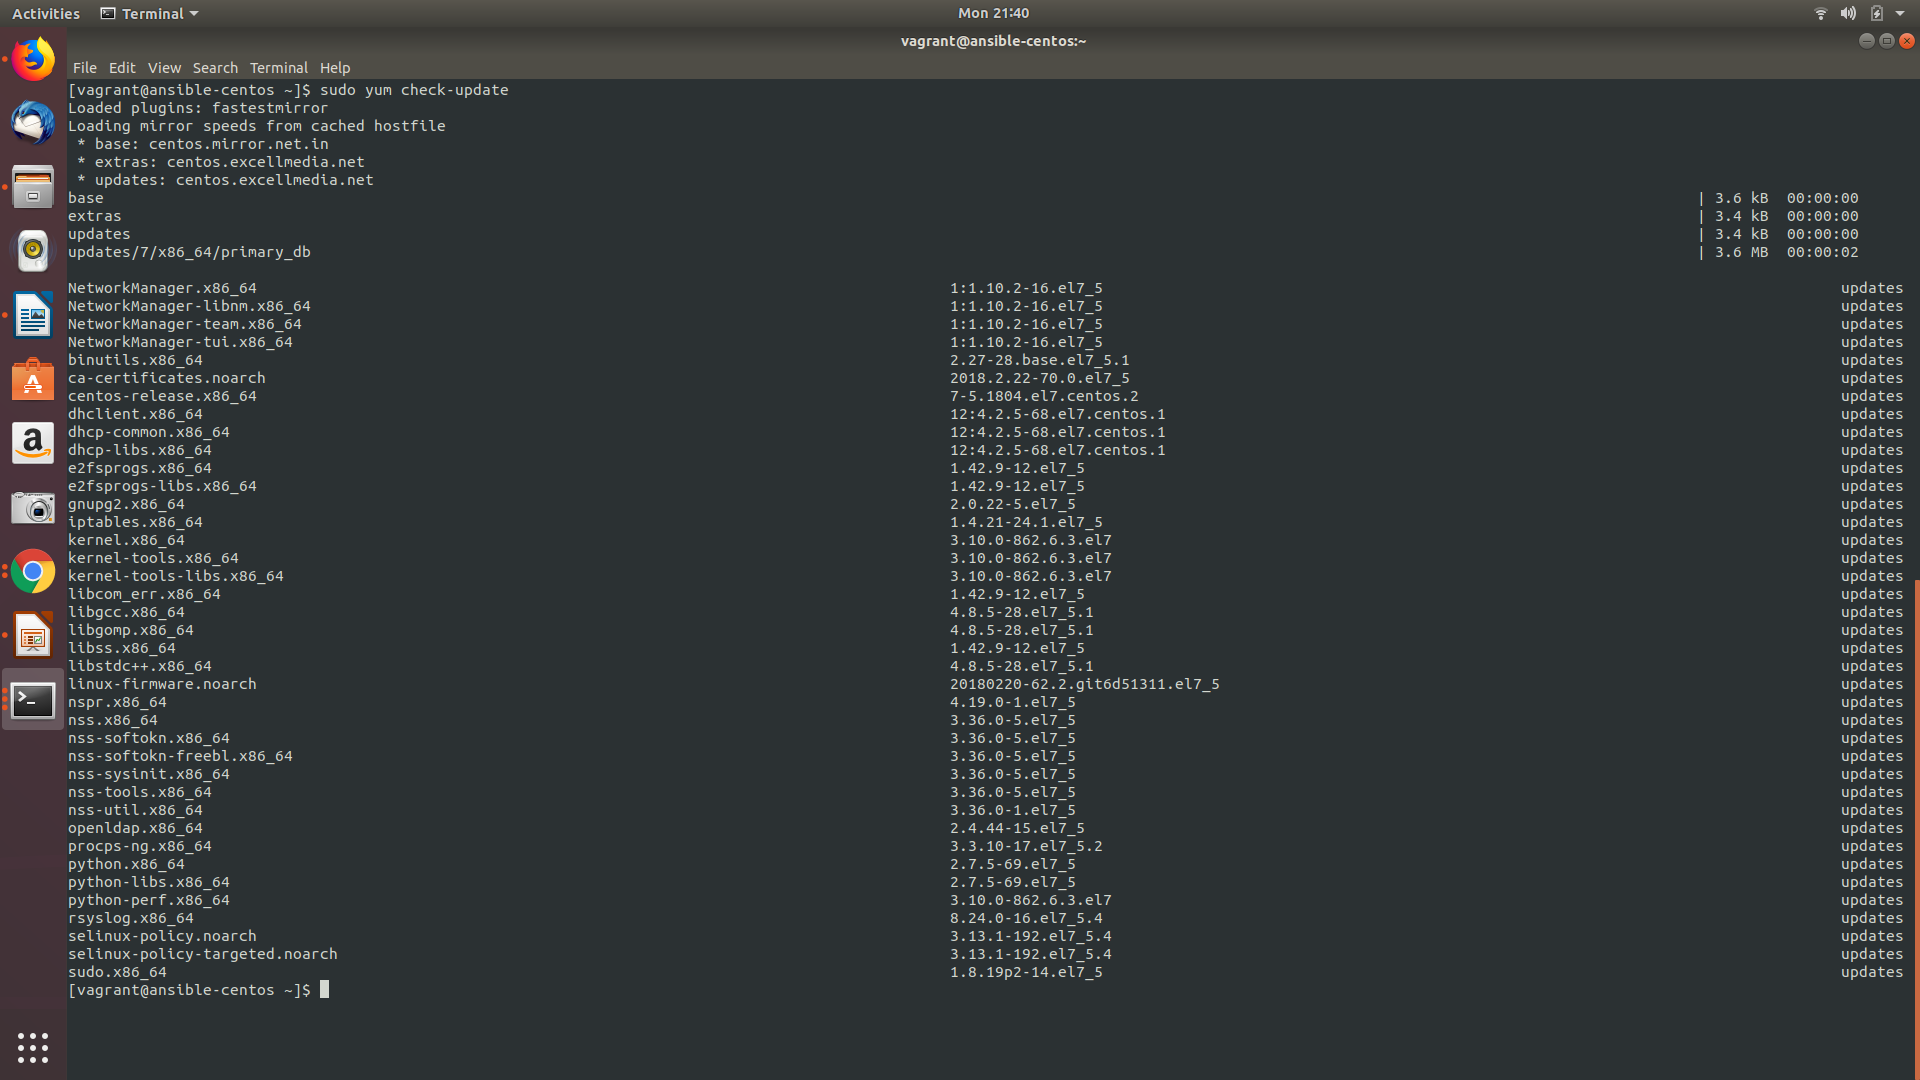 Activities Terminal Mon 21:40
vagrant@ansible-centos:~
File Edit View Search Terminal Help
[vagrant@ansible-centos ~]$ sudo yum check-update
Loaded plugins: fastestmirror
Loading mirror speeds from cached hostfile
 * base: centos.mirror.net.in
 * extras: centos.excellmedia.net
 * updates: centos.excellmedia.net
base | 3.6 kB 00:00:00
extras | 3.4 kB 00:00:00
updates | 3.4 kB 00:00:00
updates/7/x86_64/primary_db | 3.6 MB 00:00:02
NetworkManager.x86_64 1:1.10.2-16.el7_5 updates
NetworkManager-libnm.x86_64 1:1.10.2-16.el7_5 updates
NetworkManager-team.x86_64 1:1.10.2-16.el7_5 updates
NetworkManager-tui.x86_64 1:1.10.2-16.el7_5 updates
binutils.x86_64 2.27-28.base.el7_5.1 updates
ca-certificates.noarch 2018.2.22-70.0.el7_5 updates
centos-release.x86_64 7-5.1804.el7.centos.2 updates
dhclient.x86_64 12:4.2.5-68.el7.centos.1 updates
dhcp-common.x86_64 12:4.2.5-68.el7.centos.1 updates
dhcp-libs.x86_64 12:4.2.5-68.el7.centos.1 updates
e2fsprogs.x86_64 1.42.9-12.el7_5 updates
e2fsprogs-libs.x86_64 1.42.9-12.el7_5 updates
gnupg2.x86_64 2.0.22-5.el7_5 updates
iptables.x86_64 1.4.21-24.1.el7_5 updates
kernel.x86_64 3.10.0-862.6.3.el7 updates
kernel-tools.x86_64 3.10.0-862.6.3.el7 updates
kernel-tools-libs.x86_64 3.10.0-862.6.3.el7 updates
libcom_err.x86_64 1.42.9-12.el7_5 updates
libgcc.x86_64 4.8.5-28.el7_5.1 updates
libgomp.x86_64 4.8.5-28.el7_5.1 updates
libss.x86_64 1.42.9-12.el7_5 updates
libstdc++.x86_64 4.8.5-28.el7_5.1 updates
linux-firmware.noarch 20180220-62.2.git6d51311.el7_5 updates
nspr.x86_64 4.19.0-1.el7_5 updates
nss.x86_64 3.36.0-5.el7_5 updates
nss-softokn.x86_64 3.36.0-5.el7_5 updates
nss-softokn-freebl.x86_64 3.36.0-5.el7_5 updates
nss-sysinit.x86_64 3.36.0-5.el7_5 updates
nss-tools.x86_64 3.36.0-5.el7_5 updates
nss-util.x86_64 3.36.0-1.el7_5 updates
openldap.x86_64 2.4.44-15.el7_5 updates
procps-ng.x86_64 3.3.10-17.el7_5.2 updates
python.x86_64 2.7.5-69.el7_5 updates
python-libs.x86_64 2.7.5-69.el7_5 updates
python-perf.x86_64 3.10.0-862.6.3.el7 updates
rsyslog.x86_64 8.24.0-16.el7_5.4 updates
selinux-policy.noarch 3.13.1-192.el7_5.4 updates
selinux-policy-targeted.noarch 3.13.1-192.el7_5.4 updates
sudo.x86_64 1.8.19p2-14.el7_5 updates
[vagrant@ansible-centos ~]$